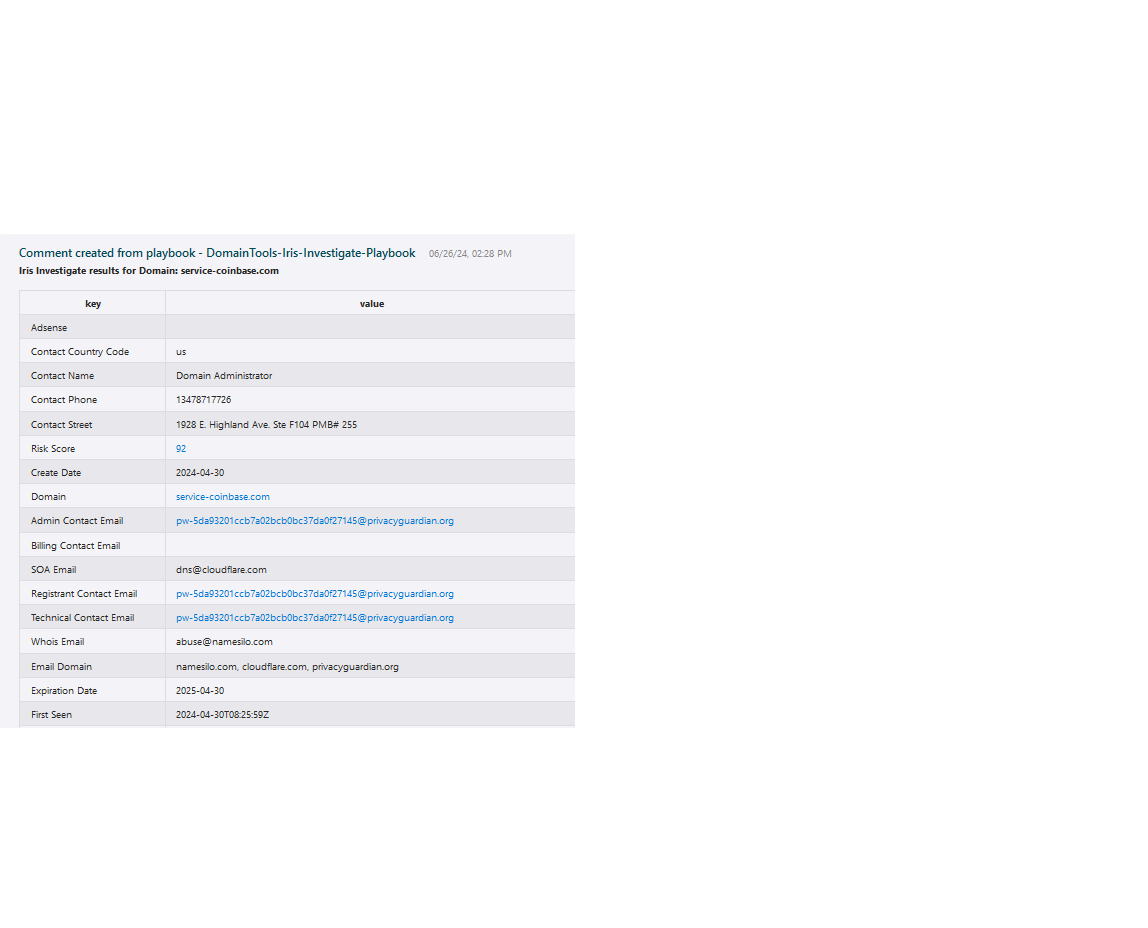 Comment created from playbook - DomainTools-Iris-Investigate-Playbook 06/26/24, 02:28 PM
Iris Investigate results for Domain: service-coinbase.com
key value
Adsense
Contact Country Code us
Contact Name Domain Administrator
Contact Phone 13478717726
Contact Street 1928 E. Highland Ave. Ste F104 PMB# 255
Risk Score 92
Create Date 2024-04-30
Domain service-coinbase.com
Admin Contact Email pw-5da93201ccb7a02bcb0bc37da0f27145@privacyguardian.org
Billing Contact Email
SOA Email dns@cloudflare.com
Registrant Contact Email pw-5da93201ccb7a02bcb0bc37da0f27145@privacyguardian.org
Technical Contact Email pw-5da93201ccb7a02bcb0bc37da0f27145@privacyguardian.org
Whois Email abuse@namesilo.com
Email Domain namesilo.com, cloudflare.com, privacyguardian.org
Expiration Date 2025-04-30
First Seen 2024-04-30T08:25:59Z